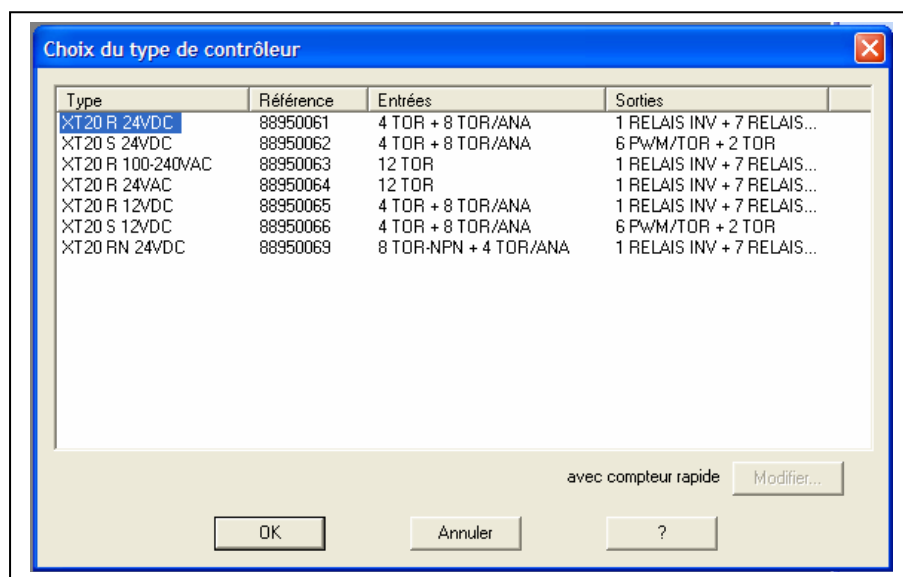 Choix du type de contrôleur
Type Référence Entrées Sorties
XT20 R 24VDC 88950061 4 TOR + 8 TOR/ANA 1 RELAIS INV + 7 RELAIS...
XT20 S 24VDC 88950062 4 TOR + 8 TOR/ANA 6 PWM/TOR + 2 TOR
XT20 R 100-240VAC 88950063 12 TOR 1 RELAIS INV + 7 RELAIS...
XT20 R 24VAC 88950064 12 TOR 1 RELAIS INV + 7 RELAIS...
XT20 R 12VDC 88950065 4 TOR + 8 TOR/ANA 1 RELAIS INV + 7 RELAIS...
XT20 S 12VDC 88950066 4 TOR + 8 TOR/ANA 6 PWM/TOR + 2 TOR
XT20 RN 24VDC 88950069 8 TOR-NPN + 4 TOR/ANA 1 RELAIS INV + 7 RELAIS...
avec compteur rapide Modifier...
OK Annuler ?